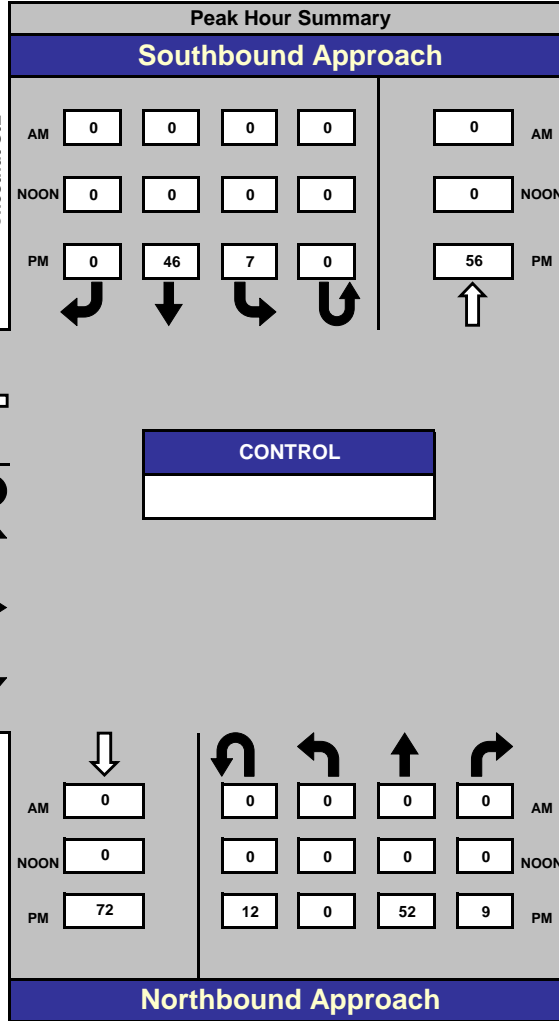 Peak Hour Summary
Southbound Approach
AM 0 0 0 0 0 AM
NOON 0 0 0 0 0 NOON
PM 0 46 7 0 56 PM
CONTROL
AM 0 0 0 0 0 AM
NOON 0 0 0 0 0 NOON
PM 72 12 0 52 9 PM
Northbound Approach